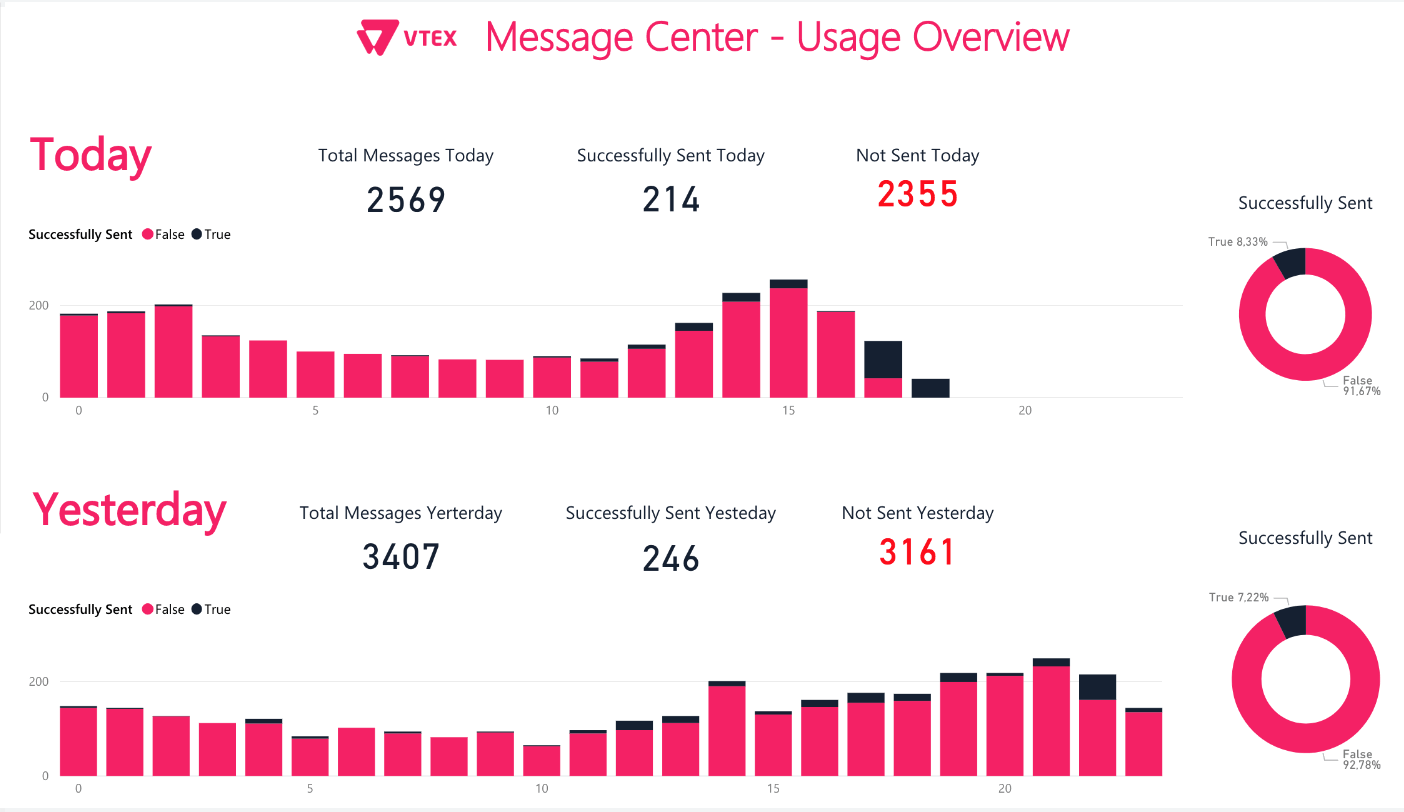 VTEX Message Center - Usage Overview
Today
Total Messages Today
2569
Successfully Sent Today
214
Not Sent Today
2355
Successfully Sent False True
200
0
0 5 10 15 20
Successfully Sent
True 8,33%
False
91,67%
Yesterday
Total Messages Yerterday
3407
Successfully Sent Yesteday
246
Not Sent Yesterday
3161
Successfully Sent False True
200
0
0 5 10 15 20
Successfully Sent
True 7,22%
False
92,78%